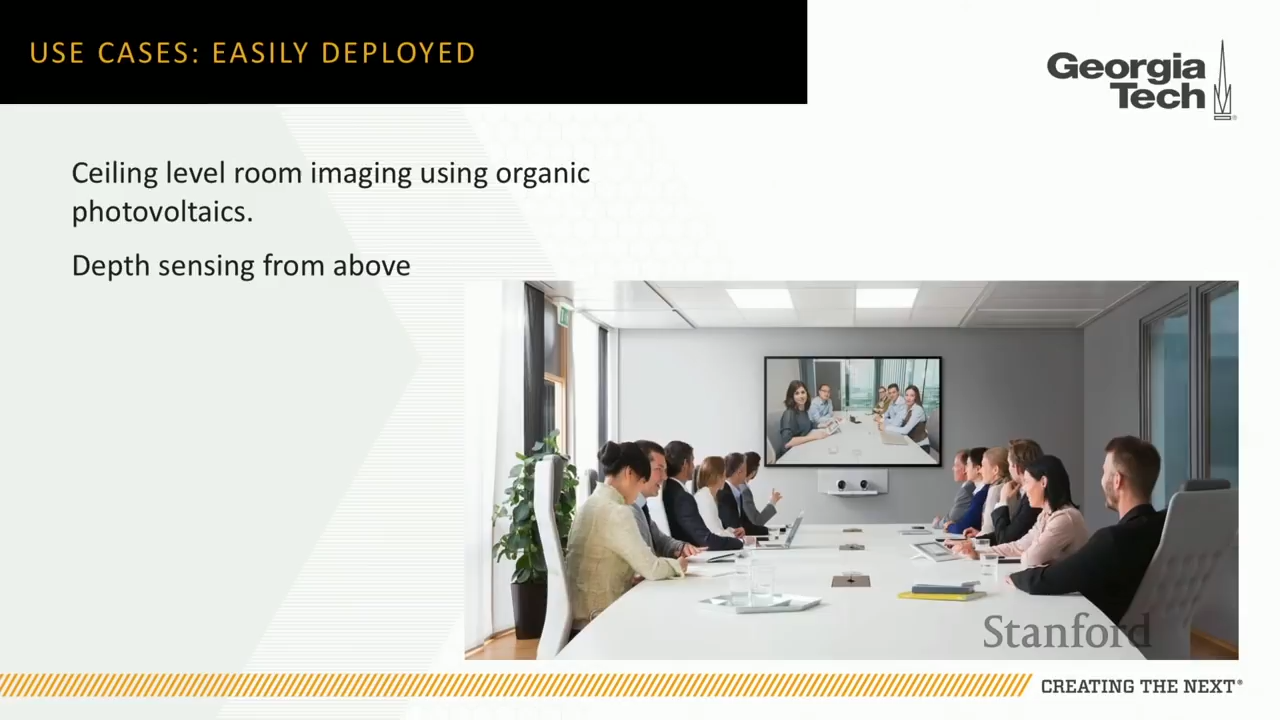 USE CASES: EASILY DEPLOYED
Georgia
Tech
Ceiling level room imaging using organic
photovoltaics.
Depth sensing from above
Stanford
CREATING THE NEXT®